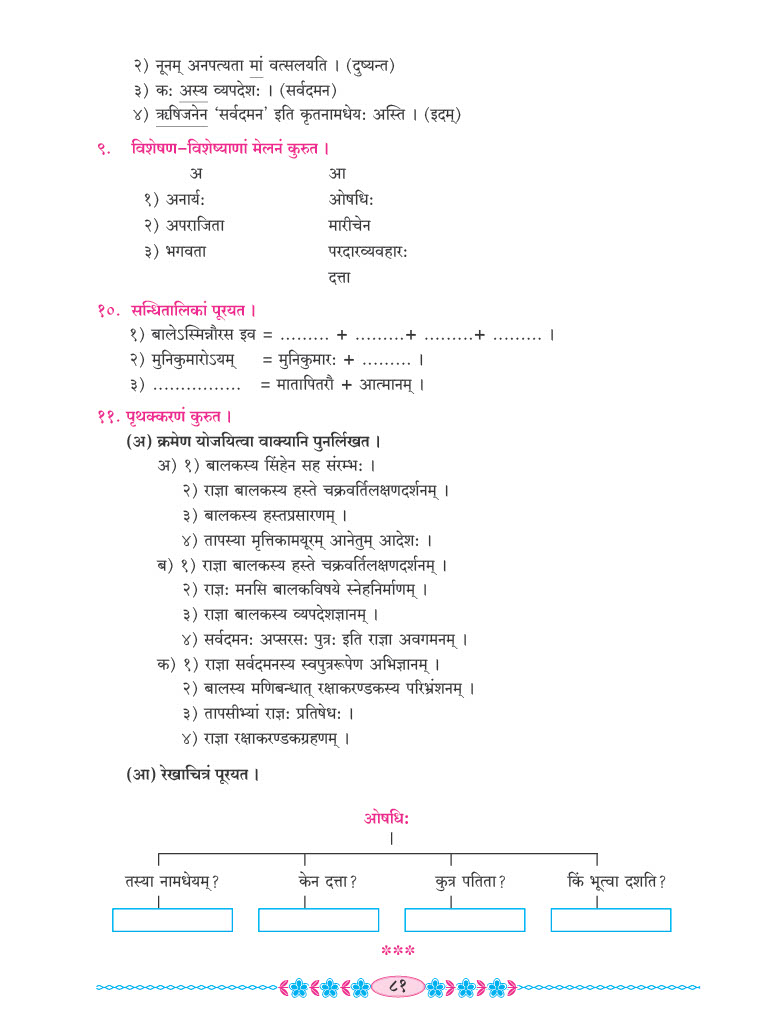 २) नूनम् अनपत्यता मां वत्सलयति । (दुष्यन्त)
३) कः अस्य व्यपदेशः । (सर्वदमन)
४) ऋषिजनेन ‘सर्वदमन’ इति कृतनामधेयः अस्ति । (इदम्)
९. विशेषण-विशेष्याणां मेलनं कुरुत ।
अ आ
१) अनार्यः ओषधिः
२) अपराजिता मारीचेन
३) भगवता परदारव्यवहारः
दत्ता
१०. सन्धितालिकां पूरयत ।
१) बालेऽस्मिन्नौरस इव = ......... + .........+ .........+ ......... ।
२) मुनिकुमारोऽयम् = मुनिकुमारः + ......... ।
३) ................ = मातापितरौ + आत्मानम् ।
११. पृथक्करणं कुरुत ।
(अ) क्रमेण योजयित्वा वाक्यानि पुनर्लिखत ।
अ) १) बालकस्य सिंहेन सह संरम्भः ।
२) राज्ञा बालकस्य हस्ते चक्रवर्तिलक्षणदर्शनम् ।
३) बालकस्य हस्तप्रसारणम् ।
४) तापस्या मृत्तिकामयूरम् आनेतुम् आदेशः ।
ब) १) राज्ञा बालकस्य हस्ते चक्रवर्तिलक्षणदर्शनम् ।
२) राज्ञः मनसि बालकविषये स्नेहनिर्माणम् ।
३) राज्ञा बालकस्य व्यपदेशज्ञानम् ।
४) सर्वदमनः अप्सरसः पुत्रः इति राज्ञा अवगमनम् ।
क) १) राज्ञा सर्वदमनस्य स्वपुत्ररूपेण अभिज्ञानम् ।
२) बालस्य मणिबन्धात् रक्षाकरण्डकस्य परिभ्रंशनम् ।
३) तापसीभ्यां राज्ञः प्रतिषेधः ।
४) राज्ञा रक्षाकरण्डकग्रहणम् ।
(आ) रेखाचित्रं पूरयत ।
ओषधिः
तस्या नामधेयम्? केन दत्ता? कुत्र पतिता? किं भूत्वा दशति?
***
८१